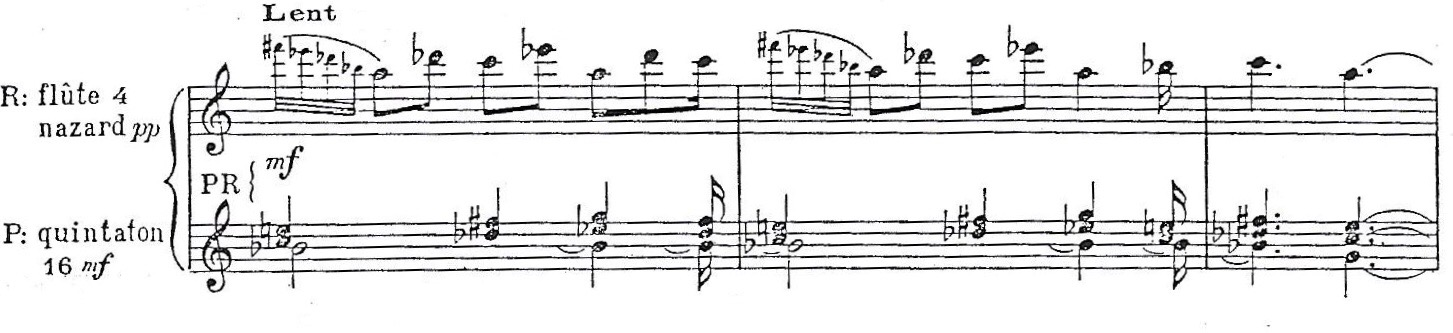 Lent
R: flûte 4
nazard pp
mf
PR
P: quintaton
16 mf